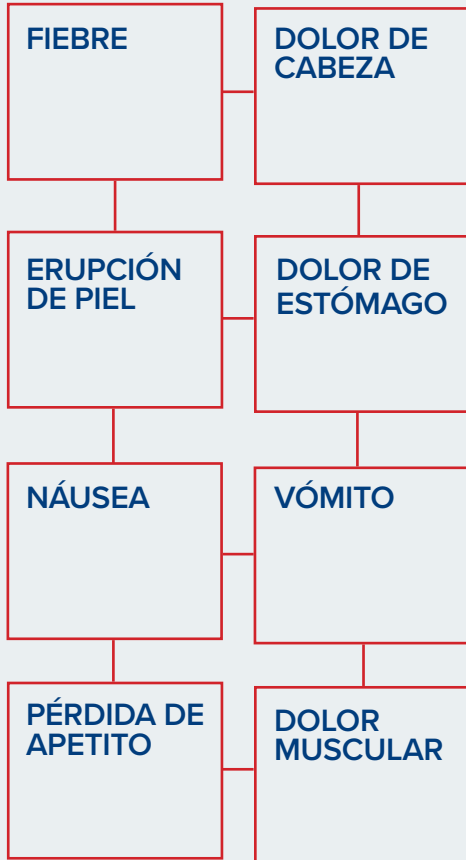 FIEBRE
DOLOR DE
CABEZA
ERUPCIÓN
DE PIEL
DOLOR DE
ESTÓMAGO
NÁUSEA
VÓMITO
PÉRDIDA DE
APETITO
DOLOR
MUSCULAR